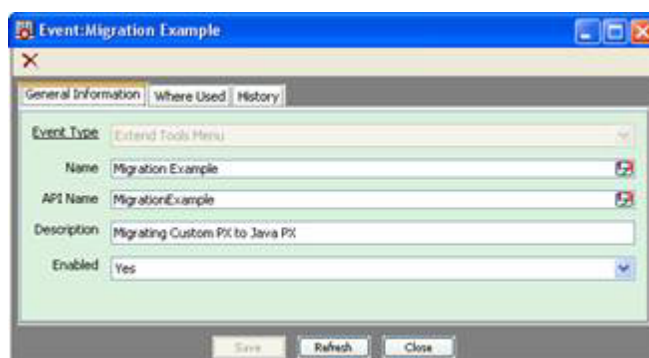 Event:Migration Example
General Information Where Used History
Event Type Extend Tools Menu
Name Migration Example
API Name MigrationExample
Description Migrating Custom PX to Java PX
Enabled Yes
Save Refresh Close